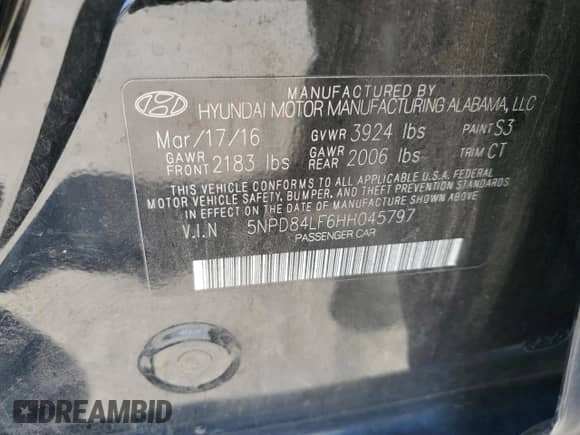 MANUFACTURED BY
HYUNDAI MOTOR MANUFACTURING ALABAMA, LLC
Mar/17/16 GVWR 3924 lbs PAINT S3
GAWR FRONT 2183 lbs GAWR REAR 2006 lbs TRIM CT
THIS VEHICLE CONFORMS TO ALL APPLICABLE U.S.A. FEDERAL
MOTOR VEHICLE SAFETY, BUMPER, AND THEFT PREVENTION STANDARDS
IN EFFECT ON THE DATE OF MANUFACTURE SHOWN ABOVE.
V.I.N 5NPD84LF6HH045797
PASSENGER CAR
DREAMBID